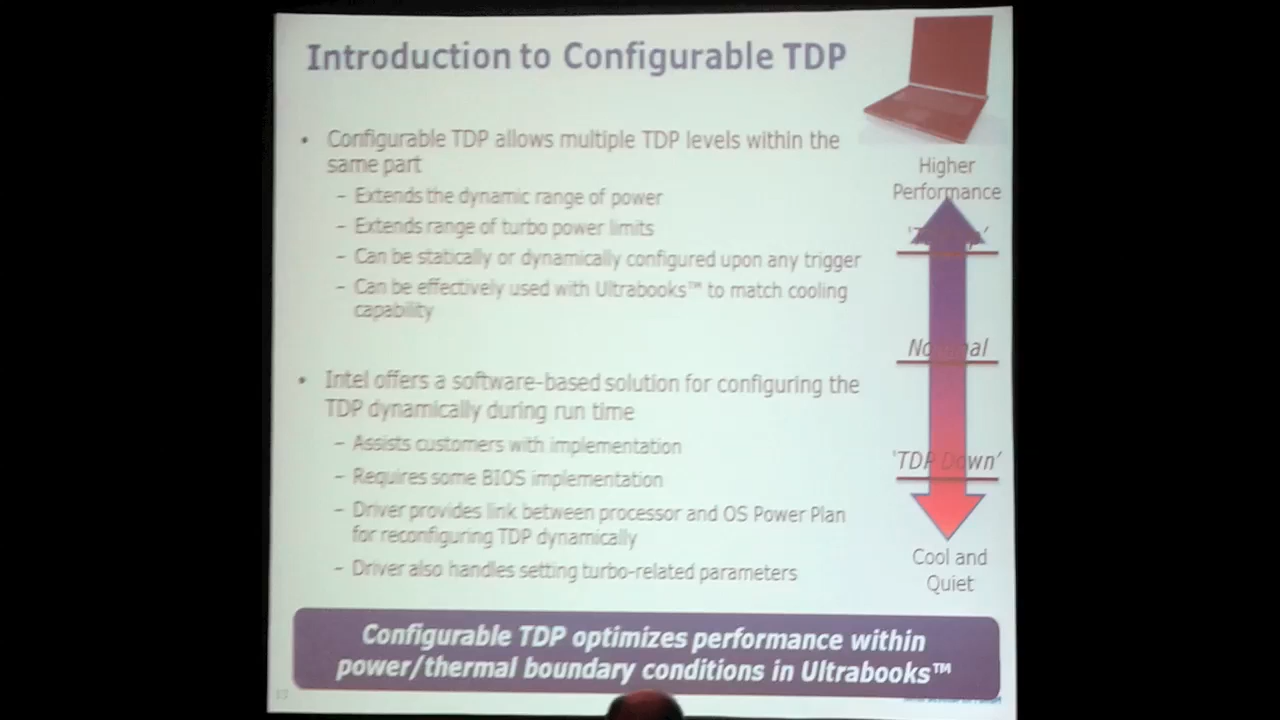 Introduction to Configurable TDP
• Configurable TDP allows multiple TDP levels within the
same part
– Extends the dynamic range of power
– Extends range of turbo power limits
– Can be statically or dynamically configured upon any trigger
– Can be effectively used with Ultrabooks™ to match cooling
capability
• Intel offers a software-based solution for configuring the
TDP dynamically during run time
– Assists customers with implementation
– Requires some BIOS implementation
– Driver provides link between processor and OS Power Plan
for reconfiguring TDP dynamically
– Driver also handles setting turbo-related parameters
Higher
Performance
Nominal
'TDP Down'
Cool and
Quiet
Configurable TDP optimizes performance within
power/thermal boundary conditions in Ultrabooks™